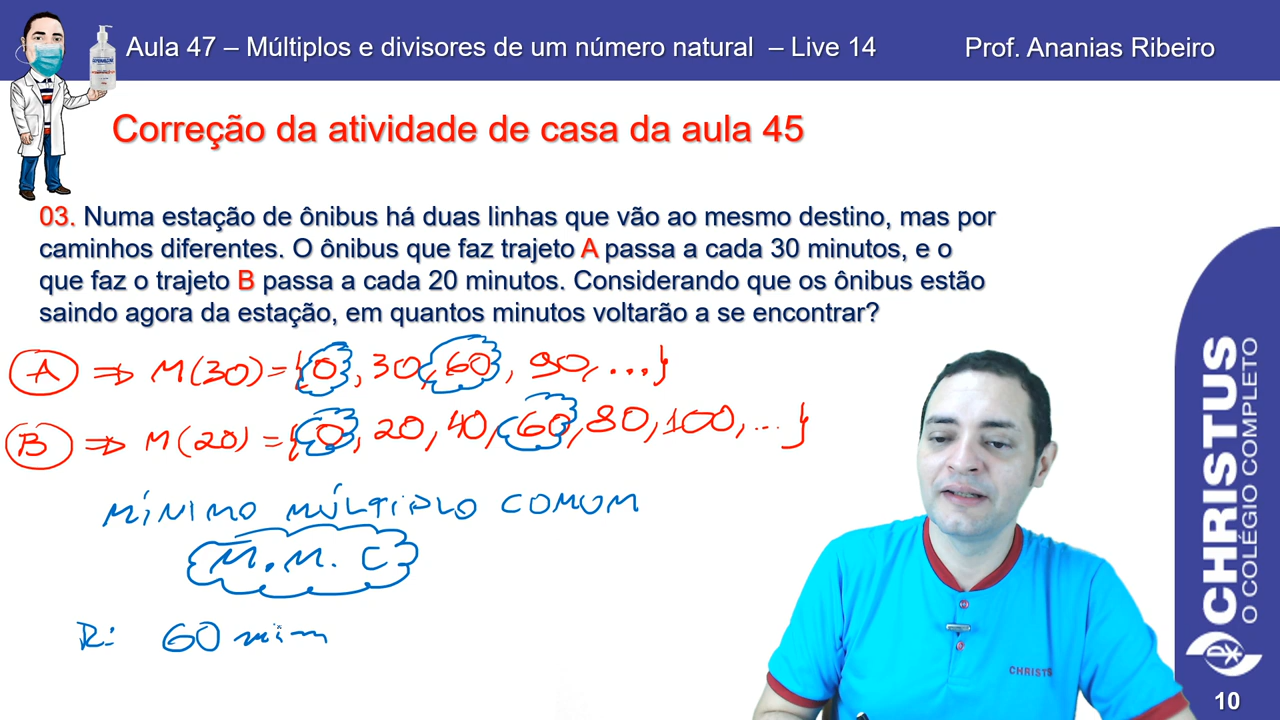 Aula 47 – Múltiplos e divisores de um número natural – Live 14
Prof. Ananias Ribeiro
Correção da atividade de casa da aula 45
03. Numa estação de ônibus há duas linhas que vão ao mesmo destino, mas por
caminhos diferentes. O ônibus que faz trajeto A passa a cada 30 minutos, e o
que faz o trajeto B passa a cada 20 minutos. Considerando que os ônibus estão
saindo agora da estação, em quantos minutos voltarão a se encontrar?
A ⇒ M(30) = {0, 30, 60, 90, ...}
B ⇒ M(20) = {0, 20, 40, 60, 80, 100, ... }
MÍNIMO MÚLTIPLO COMUM
M.M.C
R: 60 min
CHRISTUS
CHRISTUS
O COLÉGIO COMPLETO
10